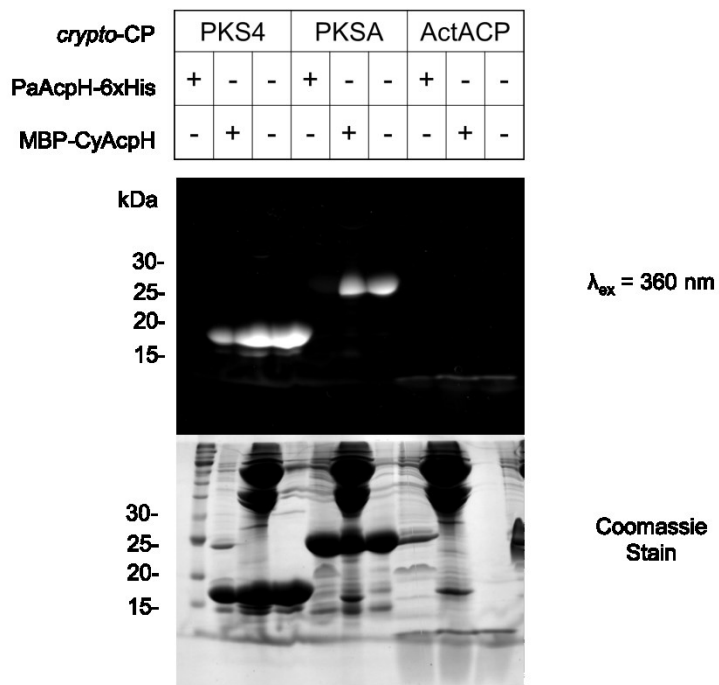 crypto-CP PKS4 PKSA ActACP
PaAcpH-6xHis + - - + - - + - -
MBP-CyAcpH - + - - + - - + -
kDa
30-
25-
20-
15-
λex = 360 nm
30-
25-
20-
15-
Coomassie
Stain